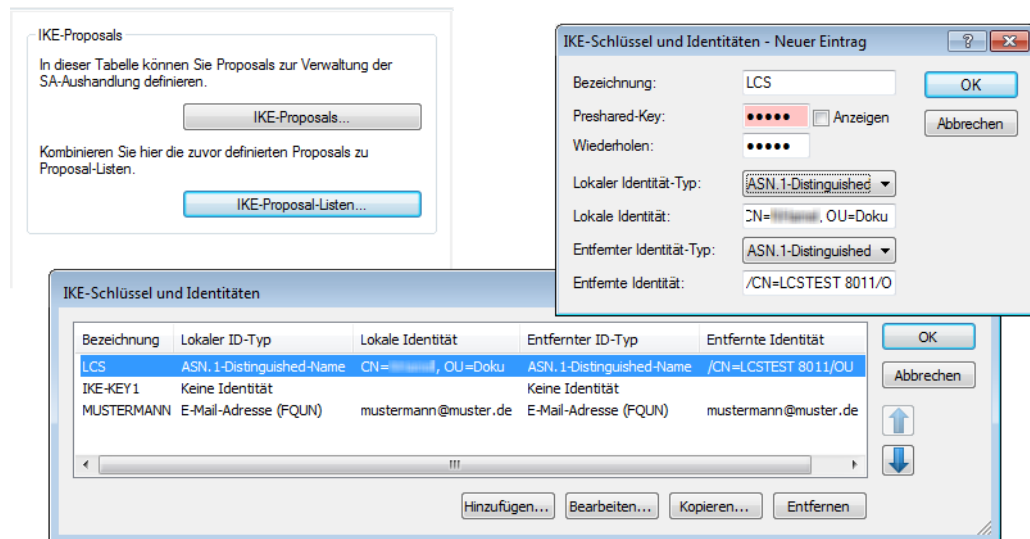 IKE-Proposals
In dieser Tabelle können Sie Proposals zur Verwaltung der
SA-Aushandlung definieren.
IKE-Proposals...
Kombinieren Sie hier die zuvor definierten Proposals zu
Proposal-Listen.
IKE-Proposal-Listen...
IKE-Schlüssel und Identitäten - Neuer Eintrag
Bezeichnung: LCS OK
Preshared-Key: ●●●●● Anzeigen Abbrechen
Wiederholen: ●●●●●
Lokaler Identität-Typ: ASN.1-Distinguished
Lokale Identität: CN= , OU=Doku
Entfernter Identität-Typ: ASN.1-Distinguished
Entfernte Identität: /CN=LCSTEST 8011/O
IKE-Schlüssel und Identitäten
Bezeichnung Lokaler ID-Typ Lokale Identität Entfernter ID-Typ Entfernte Identität OK
LCS ASN.1-Distinguished-Name CN= , OU=Doku ASN.1-Distinguished-Name /CN=LCSTEST 8011/OU Abbrechen
IKE-KEY1 Keine Identität Keine Identität
MUSTERMANN E-Mail-Adresse (FQUN) mustermann@muster.de E-Mail-Adresse (FQUN) mustermann@muster.de
Hinzufügen... Bearbeiten... Kopieren... Entfernen